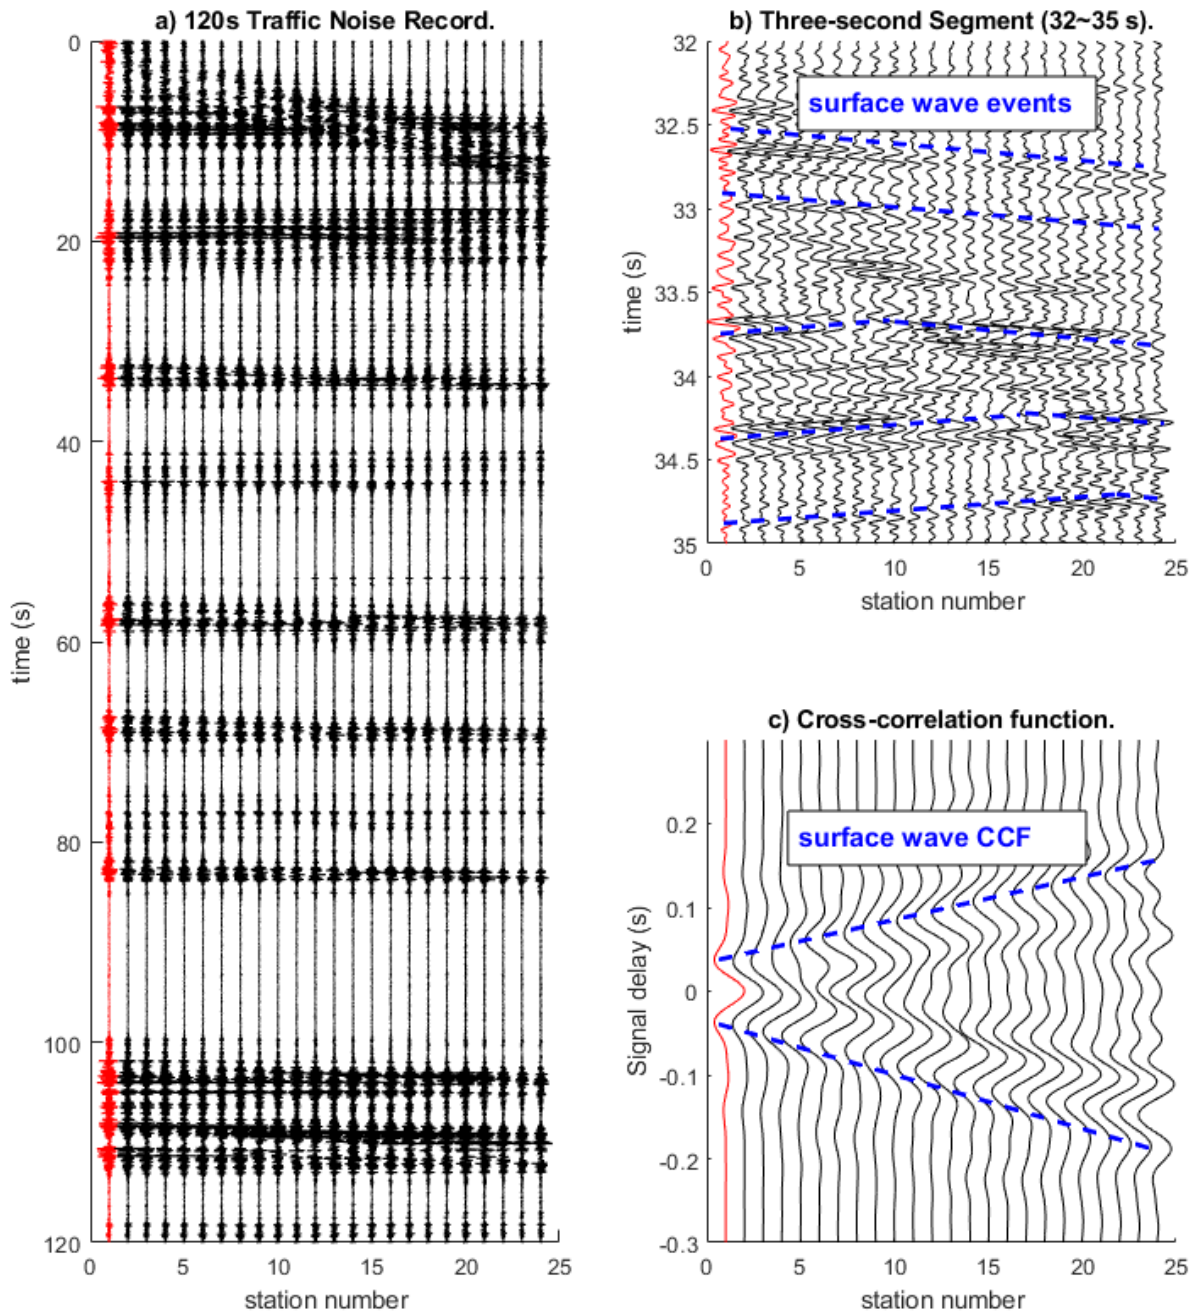 a) 120s Traffic Noise Record.
0
20
40
60
80
100
120
time (s)
0 5 10 15 20 25
station number
b) Three-second Segment (32~35 s).
surface wave events
32
32.5
33
33.5
34
34.5
35
time (s)
0 5 10 15 20 25
station number
c) Cross-correlation function.
surface wave CCF
0.2
0.1
0
-0.1
-0.2
-0.3
Signal delay (s)
0 5 10 15 20 25
station number